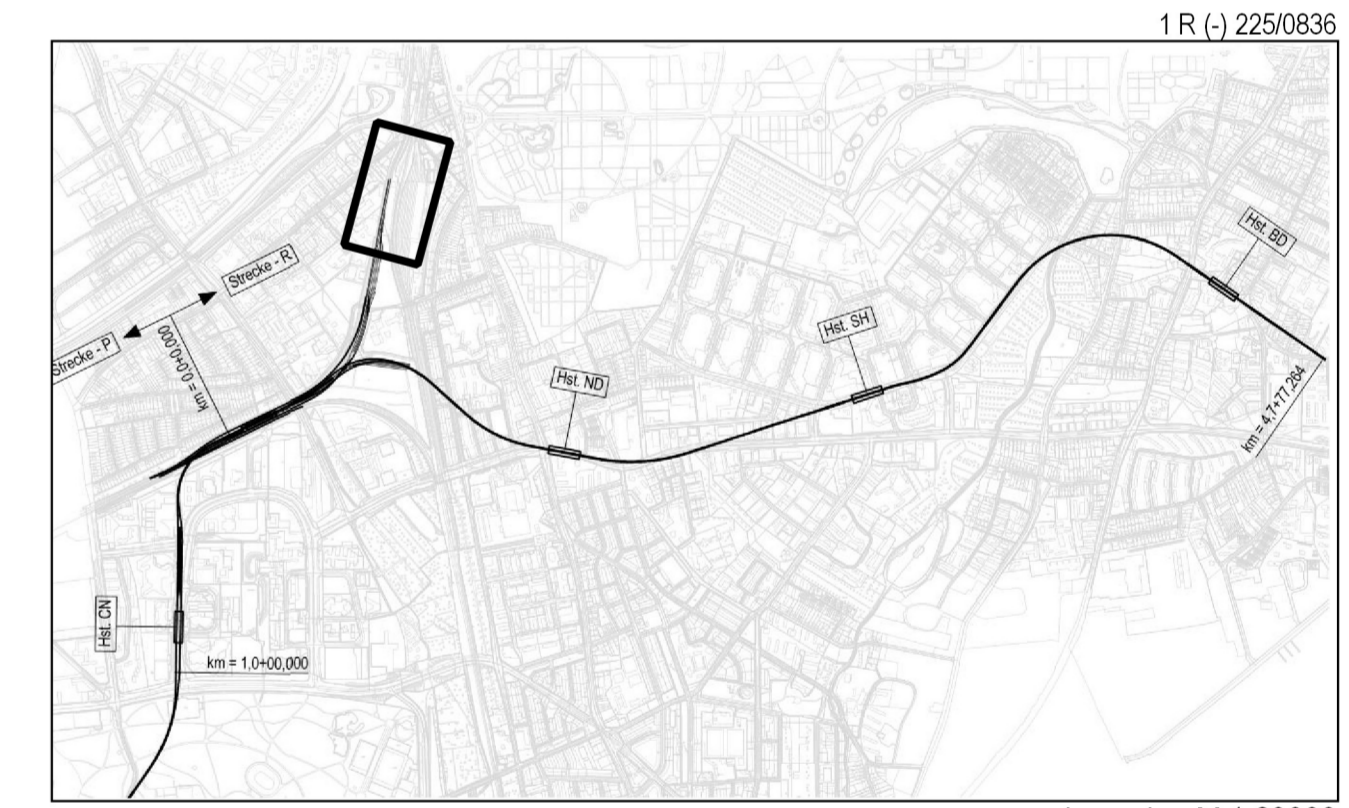 1 R (-) 225/0836
Hst. BD
Strecke - R
Strecke - P
km = 0,0+0,000
Hst. SH
Hst. ND
km = 4,7+77,264
Hst. CN
km = 1,0+00,000